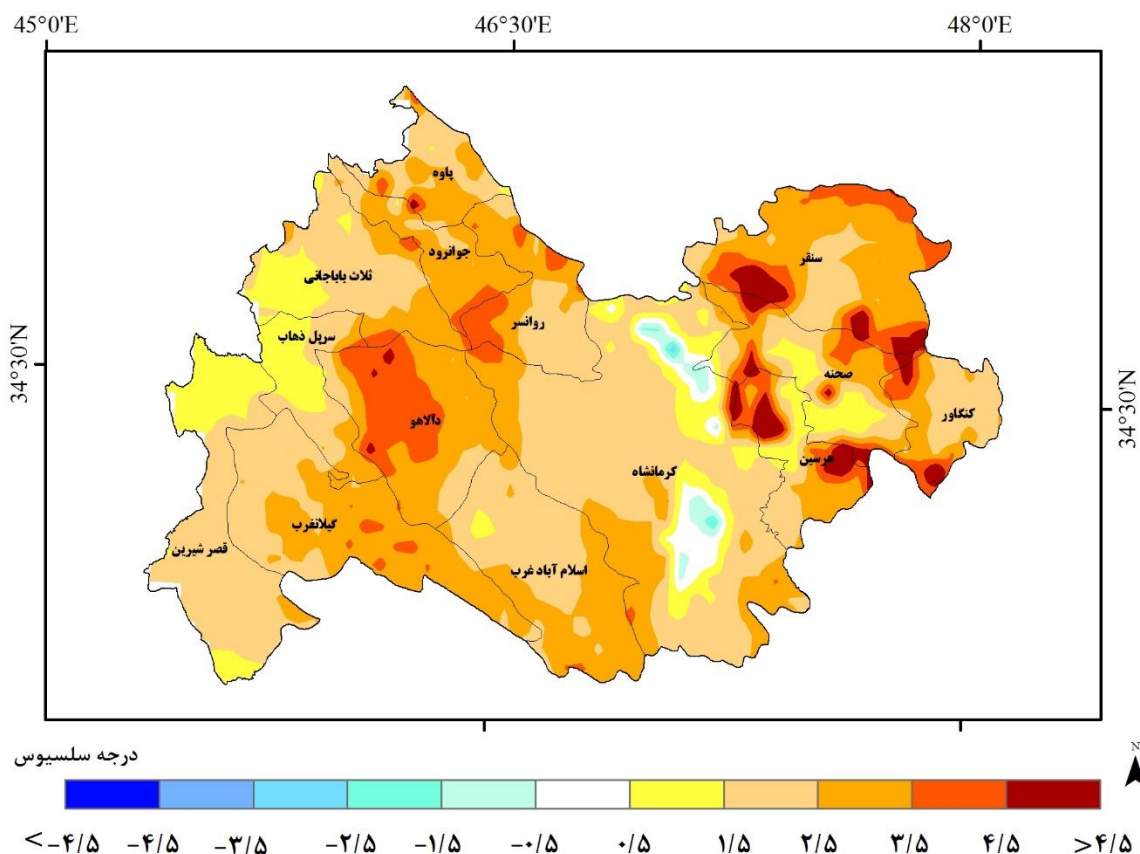 45°0'E 46°30'E 48°0'E
پاوه
سنقر
جوانرود
ثلاث باباجانی
روانسر
سرپل ذهاب
34°30'N
34°30'N
صحنه
کنگاور
دالاهو
هرسین
کرمانشاه
گیلانغرب
قصر شیرین
اسلام آباد غرب
درجه سلسیوس
N
<-۴/۵ -۴/۵ -۳/۵ -۲/۵ -۱/۵ -۰/۵ ۰/۵ ۱/۵ ۲/۵ ۳/۵ ۴/۵ >۴/۵